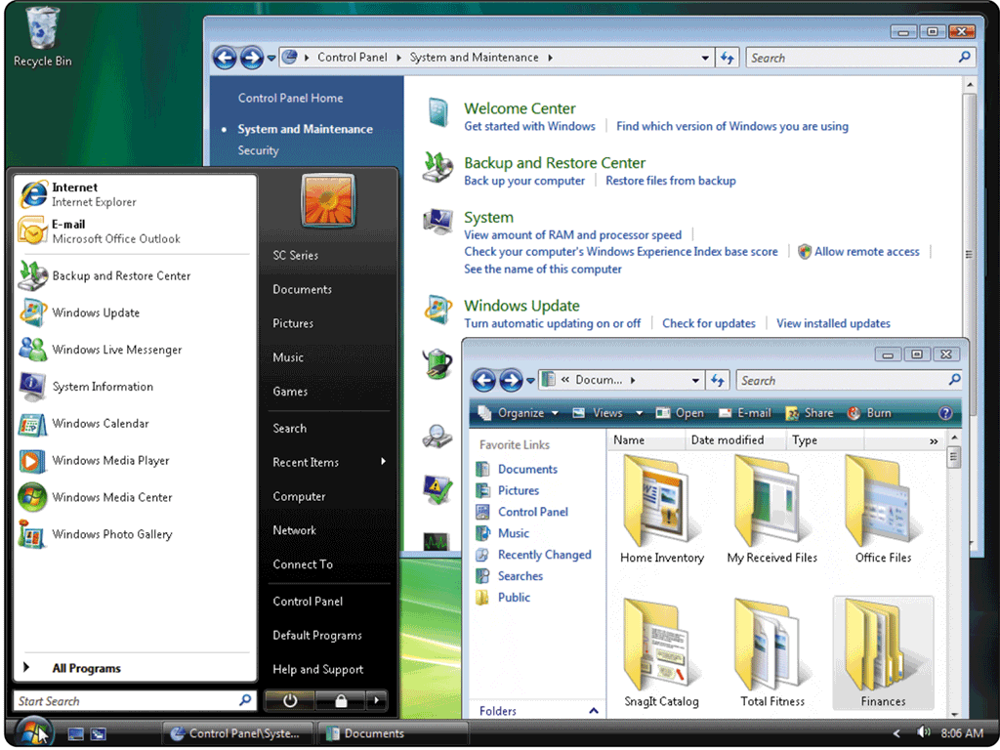 Recycle Bin
Control Panel
System and Maintenance
Search
Control Panel Home
System and Maintenance
Security
Welcome Center
Get started with Windows
Find which version of Windows you are using
Backup and Restore Center
Back up your computer
Restore files from backup
System
View amount of RAM and processor speed
Check your computer's Windows Experience Index base score
Allow remote access
See the name of this computer
Windows Update
Turn automatic updating on or off
Check for updates
View installed updates
Internet
Internet Explorer
E-mail
Microsoft Office Outlook
Backup and Restore Center
Windows Update
Windows Live Messenger
System Information
Windows Calendar
Windows Media Player
Windows Media Center
Windows Photo Gallery
All Programs
Start Search
SC Series
Documents
Pictures
Music
Games
Search
Recent Items
Computer
Network
Connect To
Control Panel
Default Programs
Help and Support
« Docum...
Search
Organize
Views
Open
E-mail
Share
Burn
Favorite Links
Documents
Pictures
Control Panel
Music
Recently Changed
Searches
Public
Folders
Name
Date modified
Type
»
Home Inventory
My Received Files
Office Files
SnagIt Catalog
Total Fitness
Finances
Control Panel\Syste...
Documents
8:06 AM